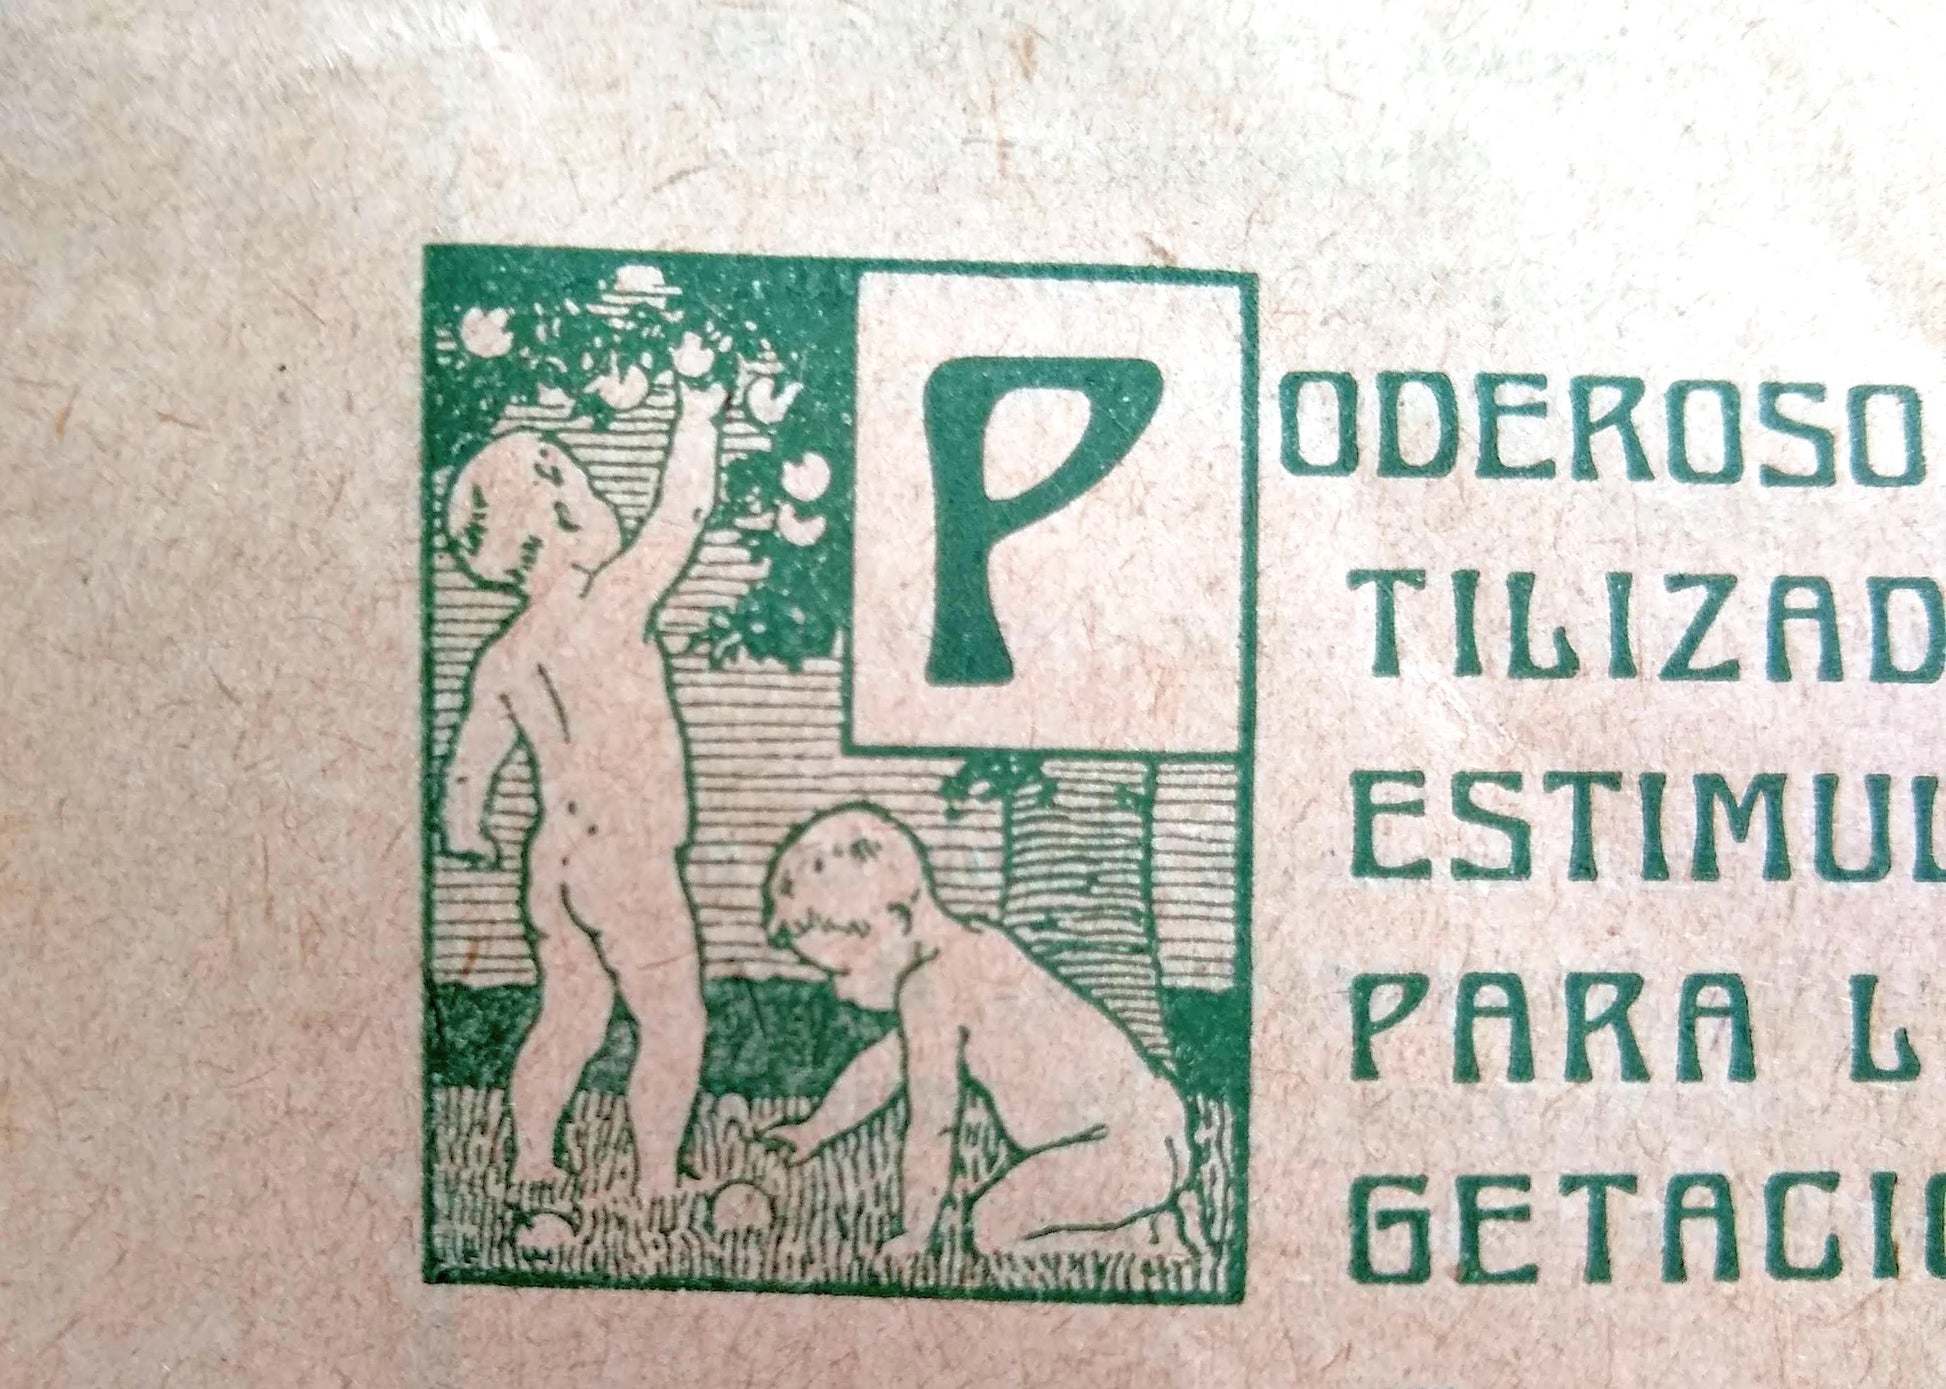 PODEROSO
TILIZAD
ESTIMUL
PARA L
GETACIO